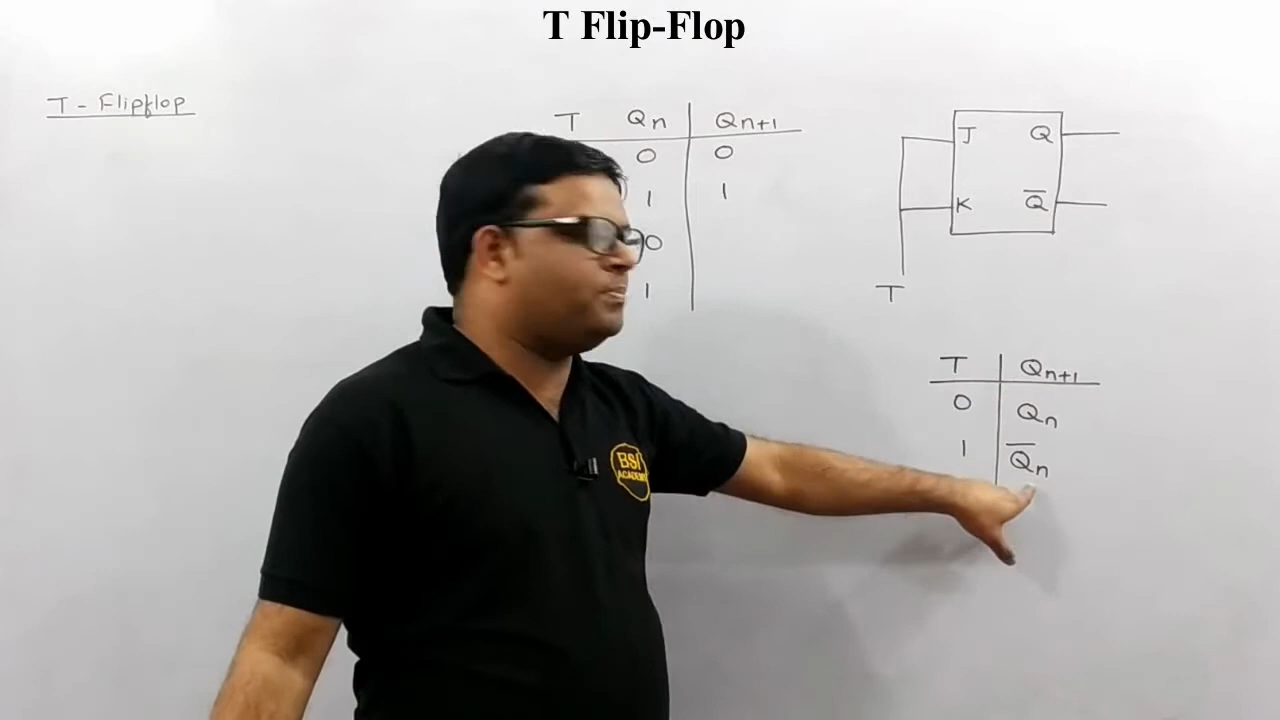 T Flip-Flop
T - Flipflop
T Qn Qn+1
0 0
1 1
0
1
J Q
K Q̅
T
T Qn+1
0 Qn
1 Q̅n
BSI
ACADEMY